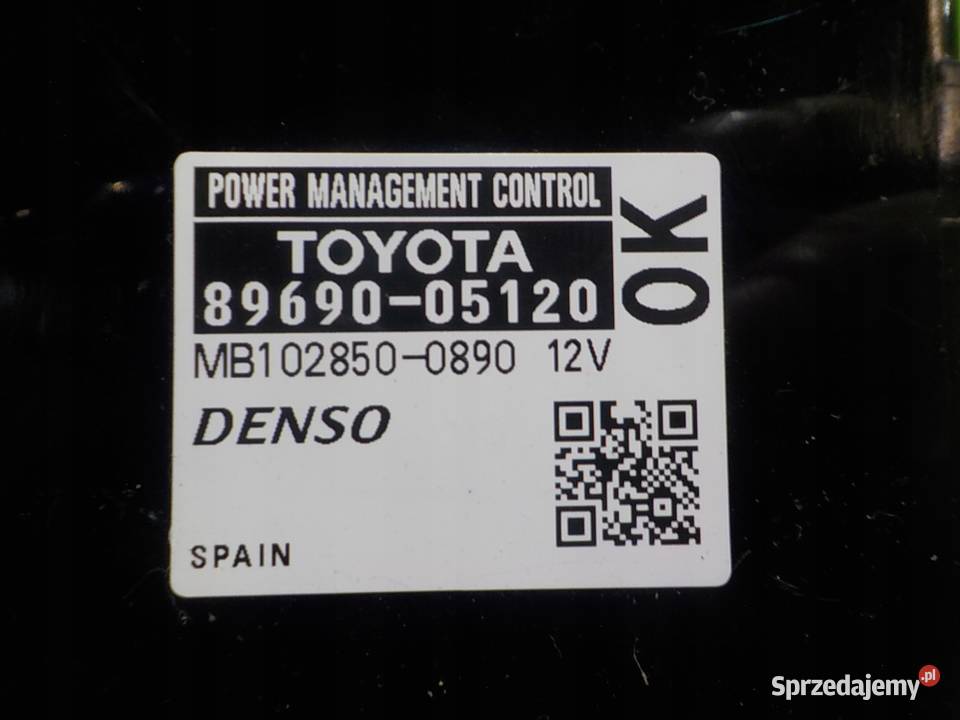 POWER MANAGEMENT CONTROL
TOYOTA
89690-05120
OK
MB102850-0890 12V
DENSO
SPAIN
Sprzedajemy.pl